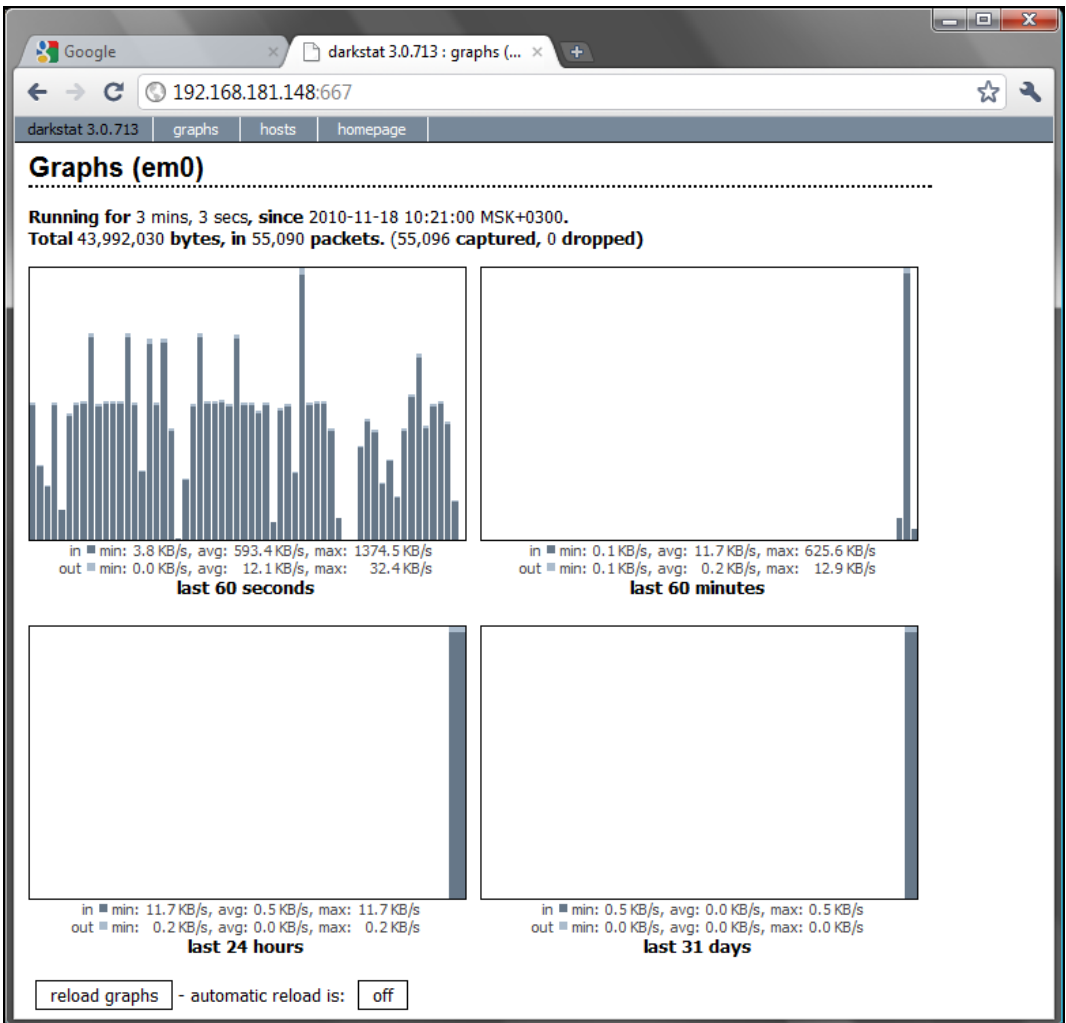 Google
darkstat 3.0.713 : graphs (...
192.168.181.148:667
darkstat 3.0.713 graphs hosts homepage
Graphs (em0)
Running for 3 mins, 3 secs, since 2010-11-18 10:21:00 MSK+0300.
Total 43,992,030 bytes, in 55,090 packets. (55,096 captured, 0 dropped)
in min: 3.8 KB/s, avg: 593.4 KB/s, max: 1374.5 KB/s
out min: 0.0 KB/s, avg: 12.1 KB/s, max: 32.4 KB/s
last 60 seconds
in min: 0.1 KB/s, avg: 11.7 KB/s, max: 625.6 KB/s
out min: 0.1 KB/s, avg: 0.2 KB/s, max: 12.9 KB/s
last 60 minutes
in min: 11.7 KB/s, avg: 0.5 KB/s, max: 11.7 KB/s
out min: 0.2 KB/s, avg: 0.0 KB/s, max: 0.2 KB/s
last 24 hours
in min: 0.5 KB/s, avg: 0.0 KB/s, max: 0.5 KB/s
out min: 0.0 KB/s, avg: 0.0 KB/s, max: 0.0 KB/s
last 31 days
reload graphs - automatic reload is: off